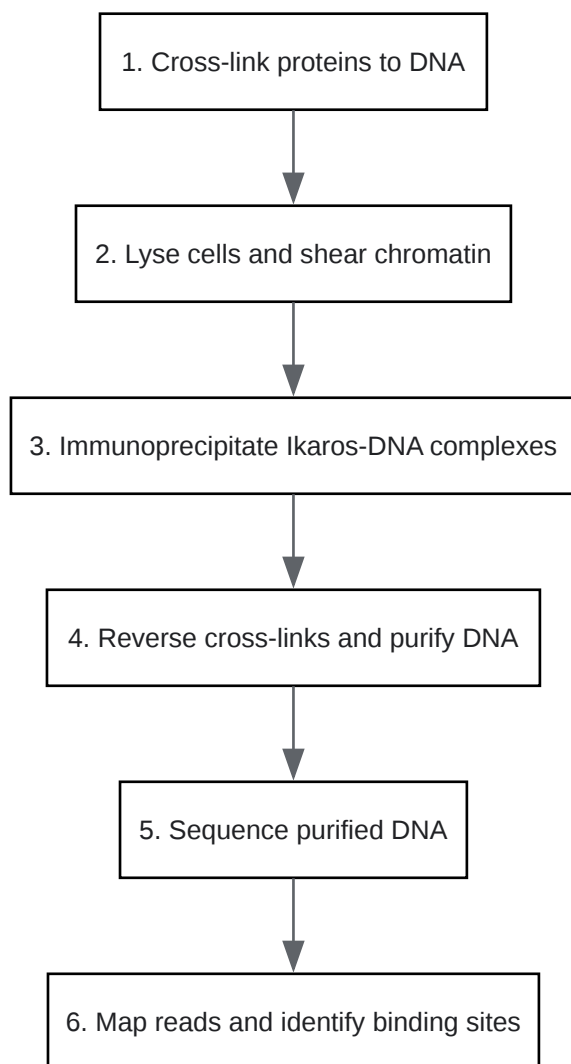 1. Cross-link proteins to DNA
2. Lyse cells and shear chromatin
3. Immunoprecipitate Ikaros-DNA complexes
4. Reverse cross-links and purify DNA
5. Sequence purified DNA
6. Map reads and identify binding sites